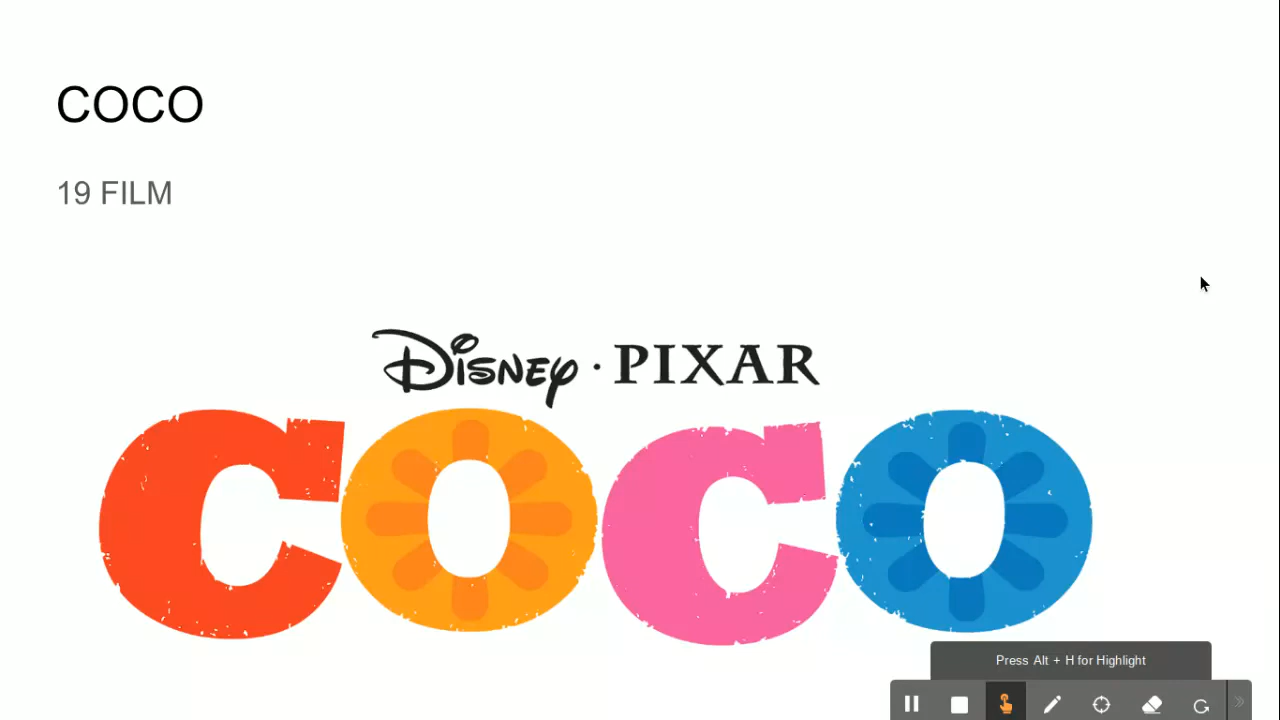 COCO
19 FILM
Disney · PIXAR
COCO
Press Alt + H for Highlight